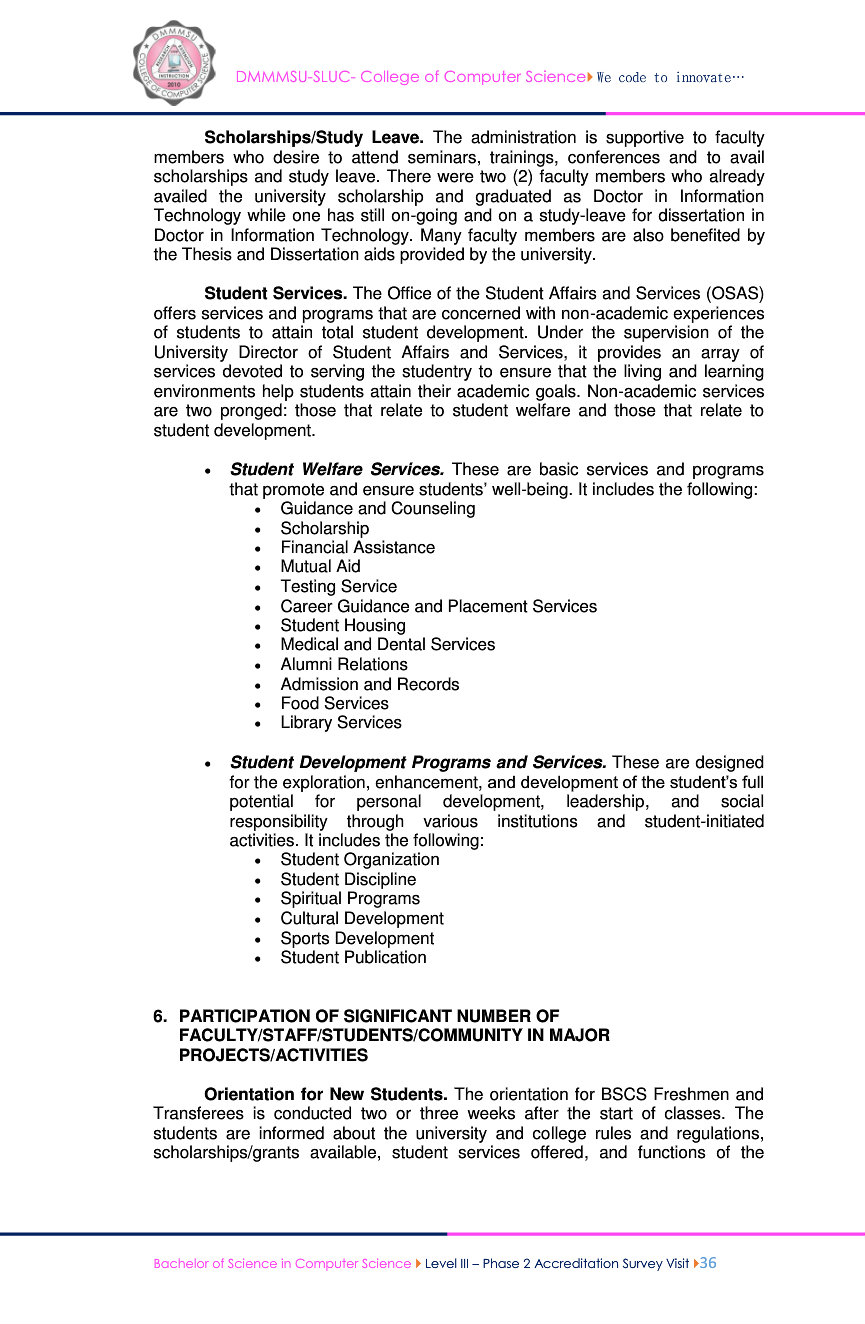 DMMMSU
RESEARCH
EXTENSION
INSTRUCTION
2010
COLLEGE OF COMPUTER SCIENCE
DMMMSU-SLUC- College of Computer Science We code to innovate…
Scholarships/Study Leave. The administration is supportive to faculty
members who desire to attend seminars, trainings, conferences and to avail
scholarships and study leave. There were two (2) faculty members who already
availed the university scholarship and graduated as Doctor in Information
Technology while one has still on-going and on a study-leave for dissertation in
Doctor in Information Technology. Many faculty members are also benefited by
the Thesis and Dissertation aids provided by the university.
Student Services. The Office of the Student Affairs and Services (OSAS)
offers services and programs that are concerned with non-academic experiences
of students to attain total student development. Under the supervision of the
University Director of Student Affairs and Services, it provides an array of
services devoted to serving the studentry to ensure that the living and learning
environments help students attain their academic goals. Non-academic services
are two pronged: those that relate to student welfare and those that relate to
student development.
• Student Welfare Services. These are basic services and programs
that promote and ensure students’ well-being. It includes the following:
• Guidance and Counseling
• Scholarship
• Financial Assistance
• Mutual Aid
• Testing Service
• Career Guidance and Placement Services
• Student Housing
• Medical and Dental Services
• Alumni Relations
• Admission and Records
• Food Services
• Library Services
• Student Development Programs and Services. These are designed
for the exploration, enhancement, and development of the student’s full
potential for personal development, leadership, and social
responsibility through various institutions and student-initiated
activities. It includes the following:
• Student Organization
• Student Discipline
• Spiritual Programs
• Cultural Development
• Sports Development
• Student Publication
6. PARTICIPATION OF SIGNIFICANT NUMBER OF
FACULTY/STAFF/STUDENTS/COMMUNITY IN MAJOR
PROJECTS/ACTIVITIES
Orientation for New Students. The orientation for BSCS Freshmen and
Transferees is conducted two or three weeks after the start of classes. The
students are informed about the university and college rules and regulations,
scholarships/grants available, student services offered, and functions of the
Bachelor of Science in Computer Science Level III – Phase 2 Accreditation Survey Visit 36